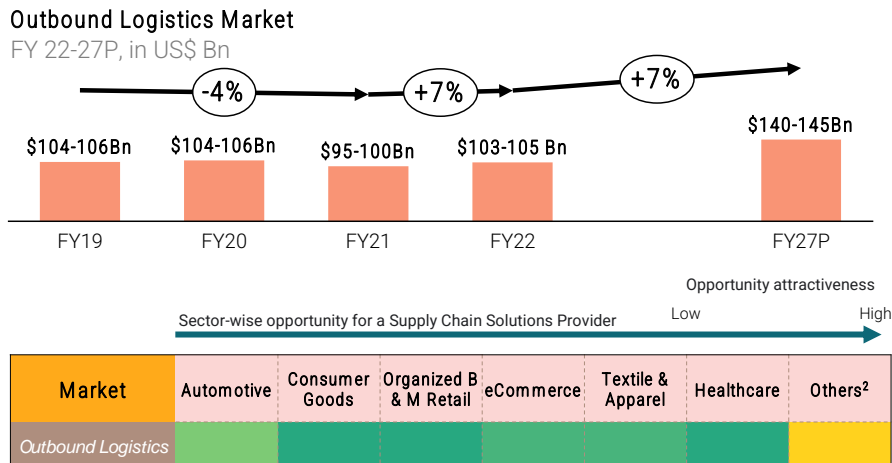 Outbound Logistics Market
FY 22-27P, in US$ Bn
-4%
+7%
+7%
$104-106Bn
$104-106Bn
$95-100Bn
$103-105 Bn
$140-145Bn
FY19
FY20
FY21
FY22
FY27P
Opportunity attractiveness
Sector-wise opportunity for a Supply Chain Solutions Provider
Low
High
Market
Automotive
Consumer
Goods
Organized B
& M Retail
eCommerce
Textile &
Apparel
Healthcare
Others²
Outbound Logistics